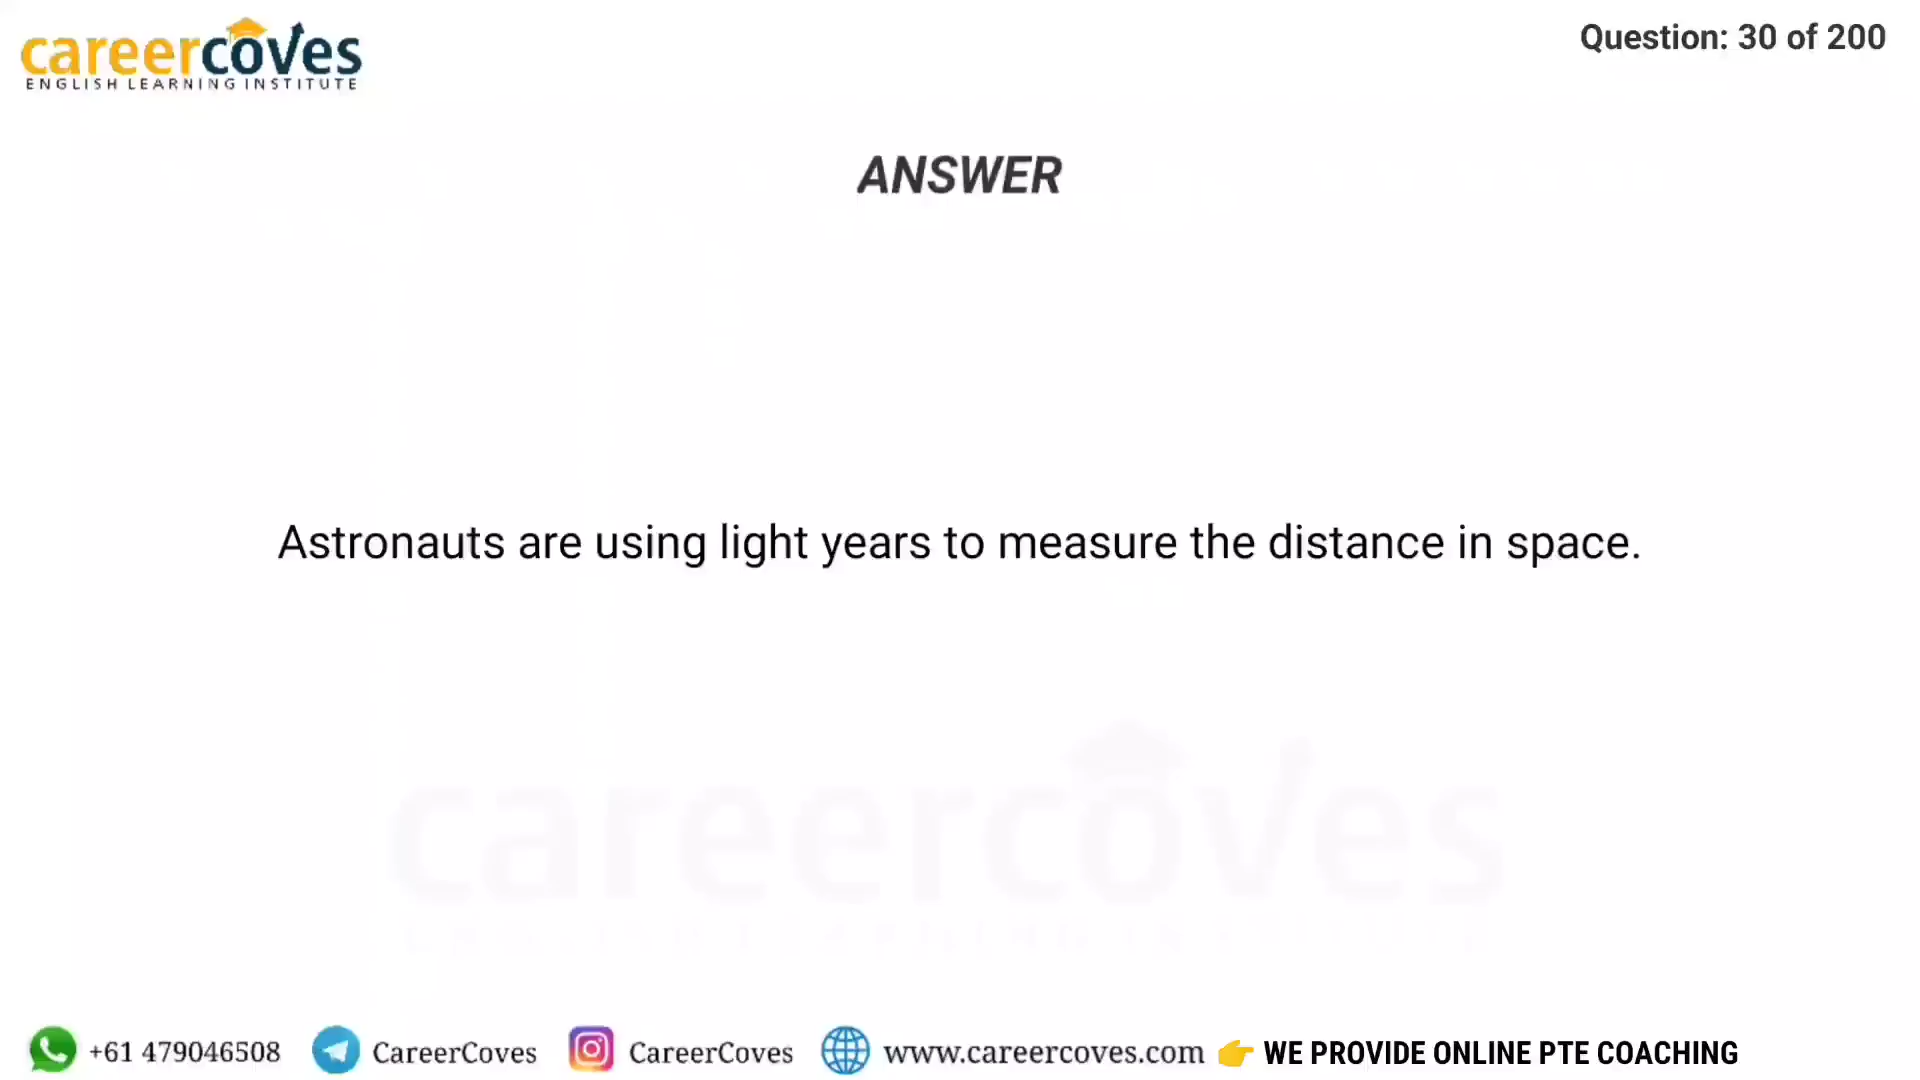 careercoves
ENGLISH LEARNING INSTITUTE
Question: 30 of 200
ANSWER
Astronauts are using light years to measure the distance in space.
careercoves
+61 479046508 CareerCoves CareerCoves www.careercoves.com WE PROVIDE ONLINE PTE COACHING